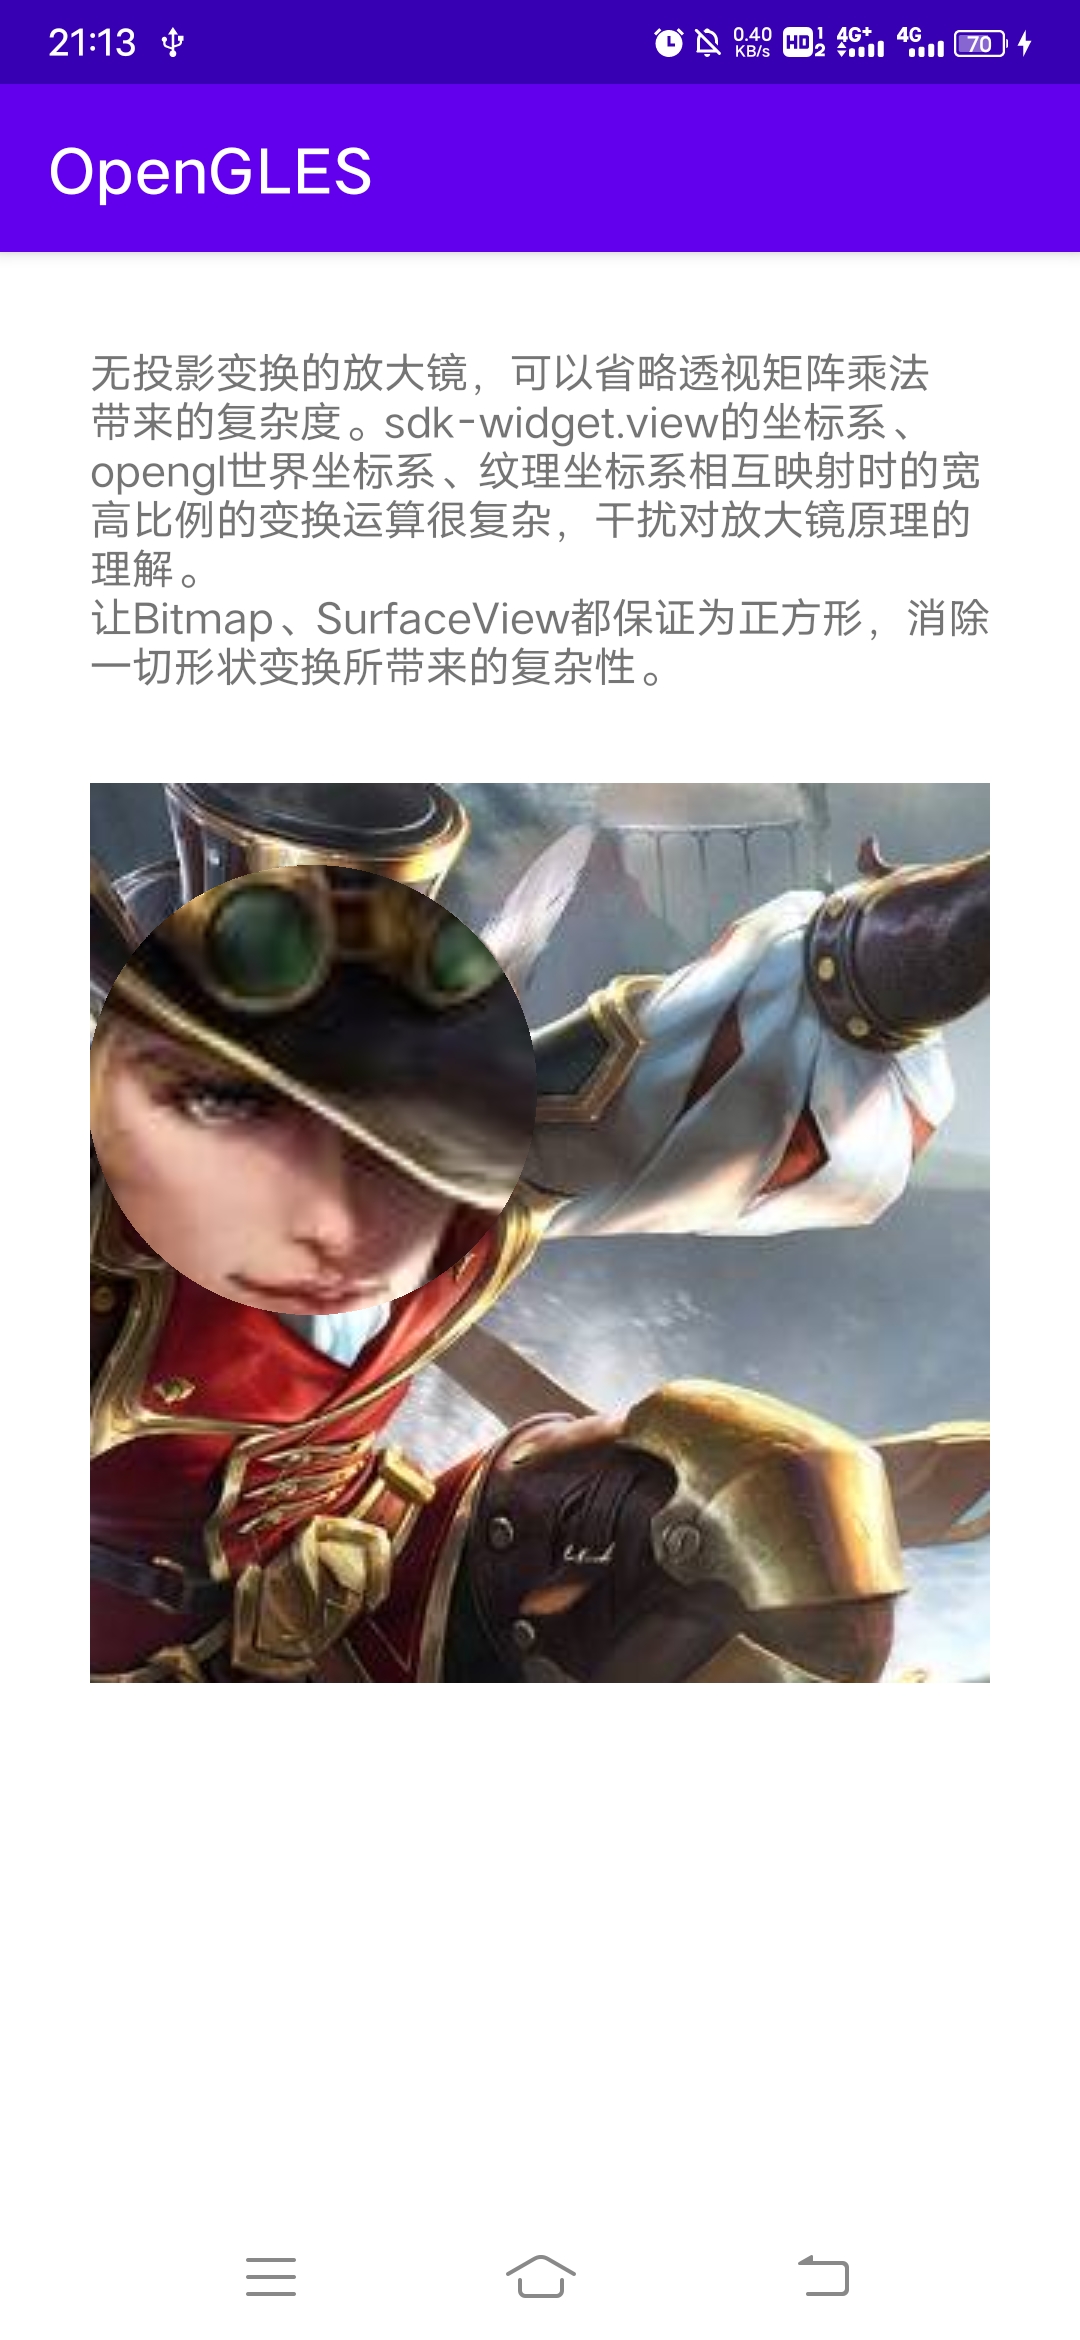 21:13
0.40
KB/s
HD 1 2
4G+
4G
70
OpenGLES
无投影变换的放大镜，可以省略透视矩阵乘法
带来的复杂度。sdk-widget.view的坐标系、
opengl世界坐标系、纹理坐标系相互映射时的宽
高比例的变换运算很复杂，干扰对放大镜原理的
理解。
让Bitmap、SurfaceView都保证为正方形，消除
一切形状变换所带来的复杂性。